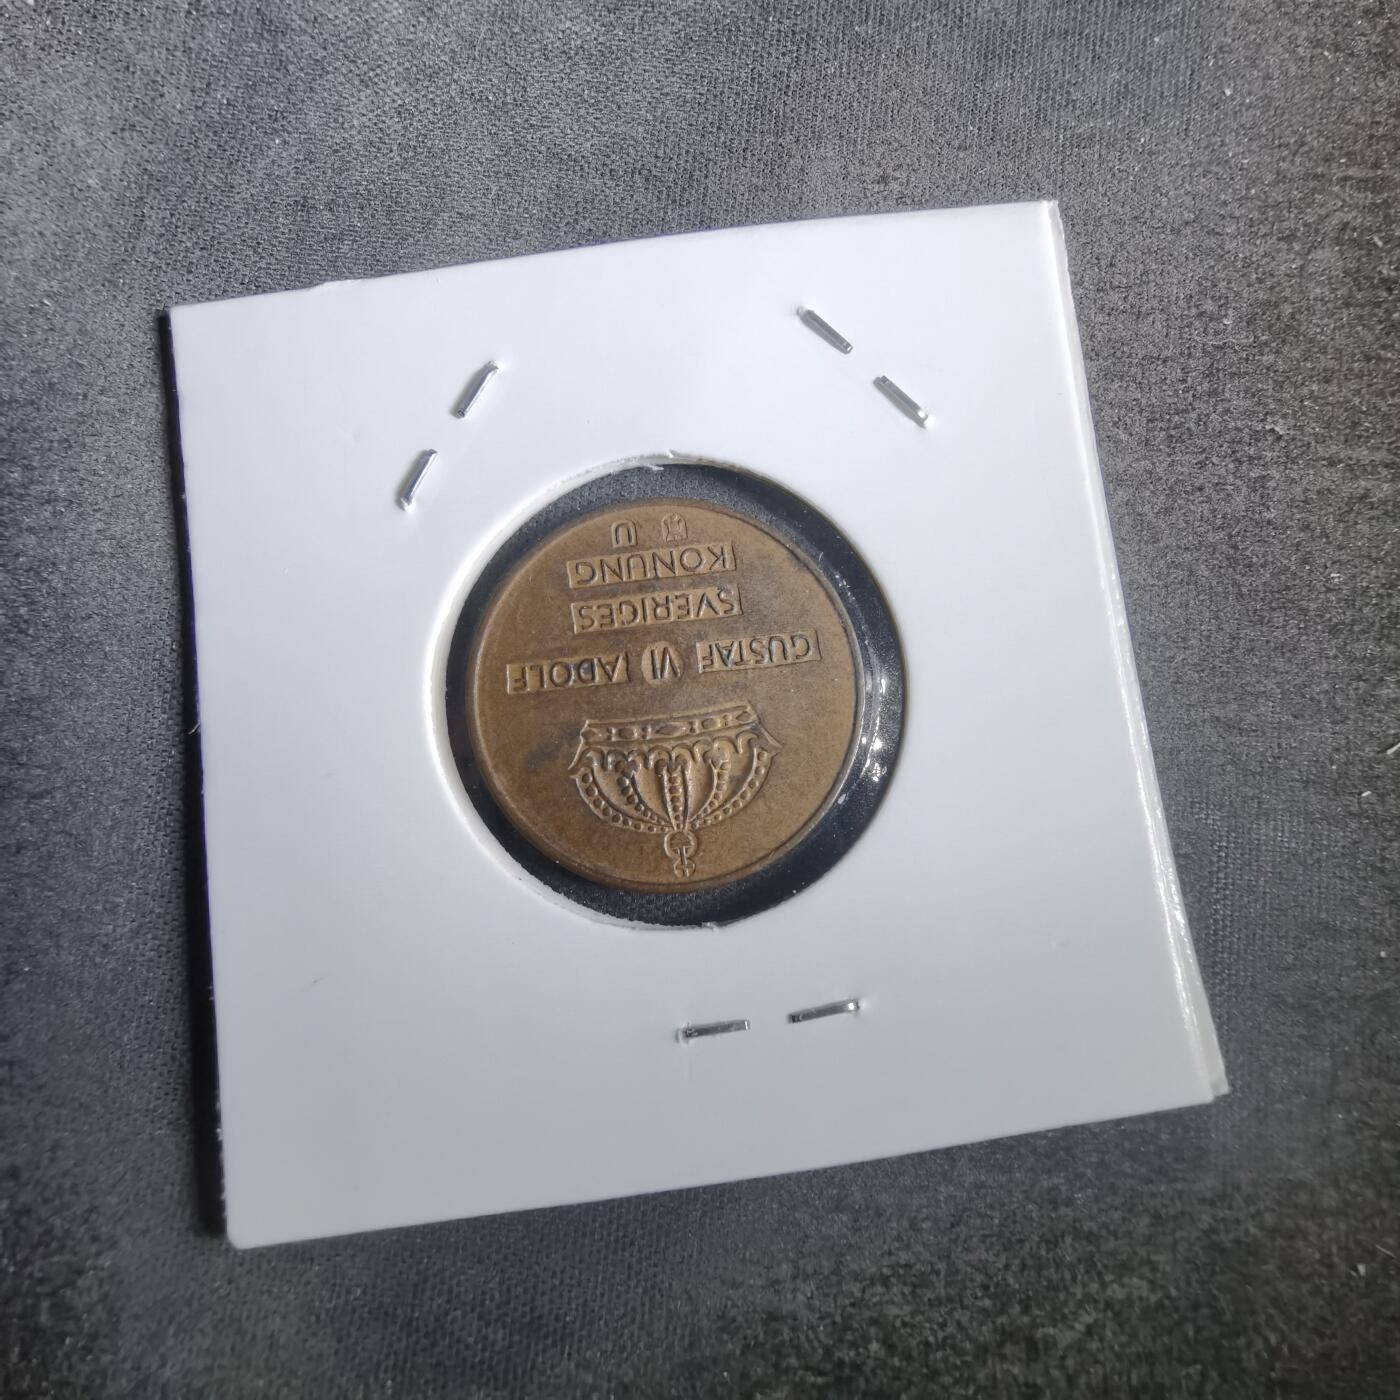 GUSTAF VI ADOLF
SVERIGES
KONUNG
U